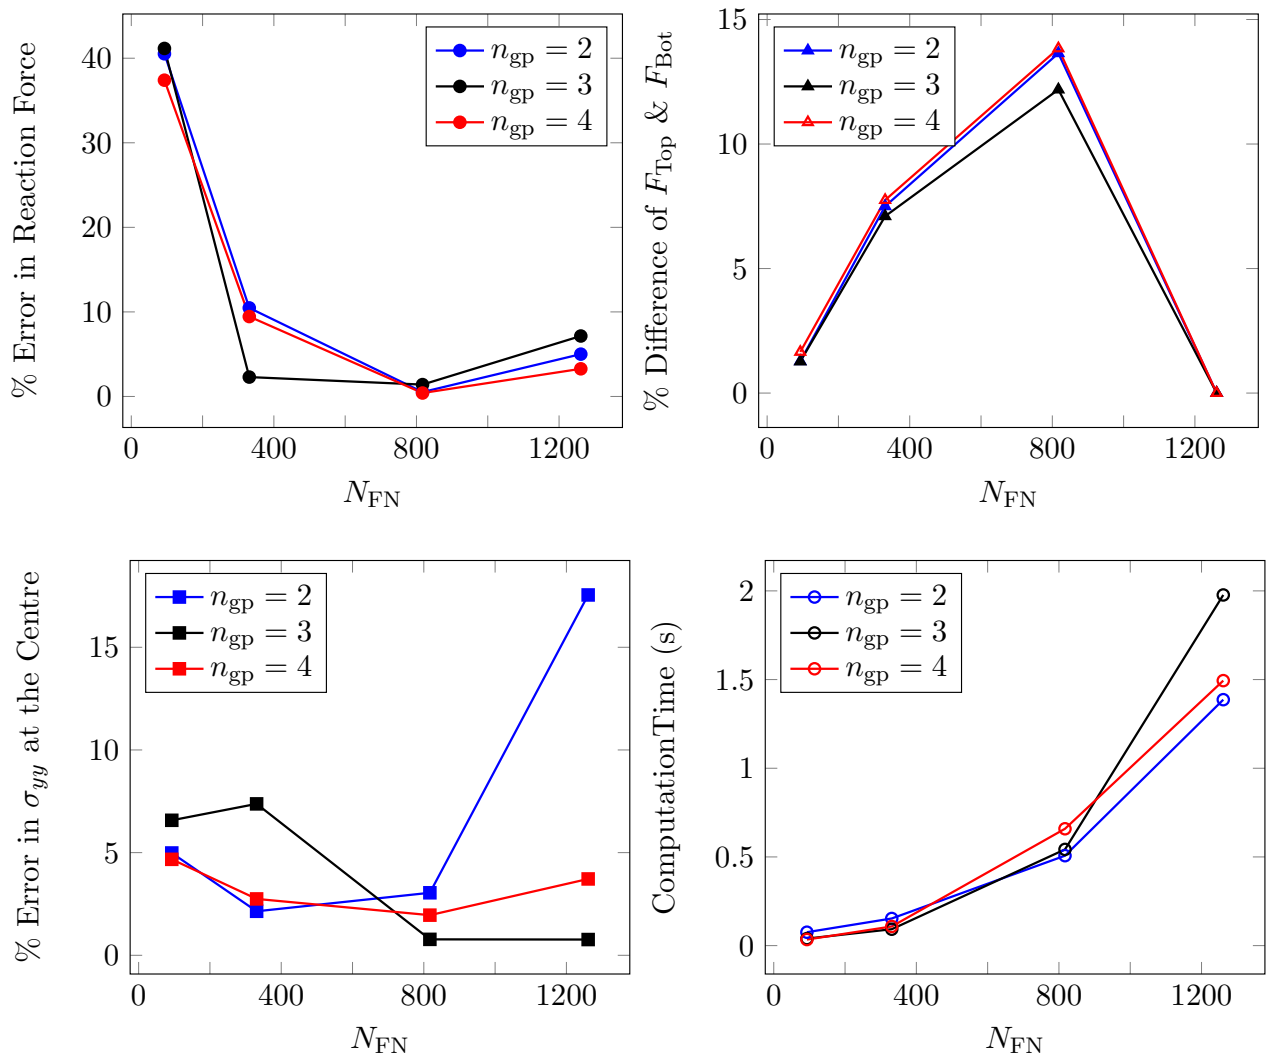 % Error in Reaction Force
40
30
20
10
0
n_gp = 2
n_gp = 3
n_gp = 4
0 400 800 1200
N_FN
% Difference of F_Top & F_Bot
15
10
5
0
n_gp = 2
n_gp = 3
n_gp = 4
0 400 800 1200
N_FN
% Error in σ_yy at the Centre
15
10
5
0
n_gp = 2
n_gp = 3
n_gp = 4
0 400 800 1200
N_FN
ComputationTime (s)
2
1.5
1
0.5
0
n_gp = 2
n_gp = 3
n_gp = 4
0 400 800 1200
N_FN